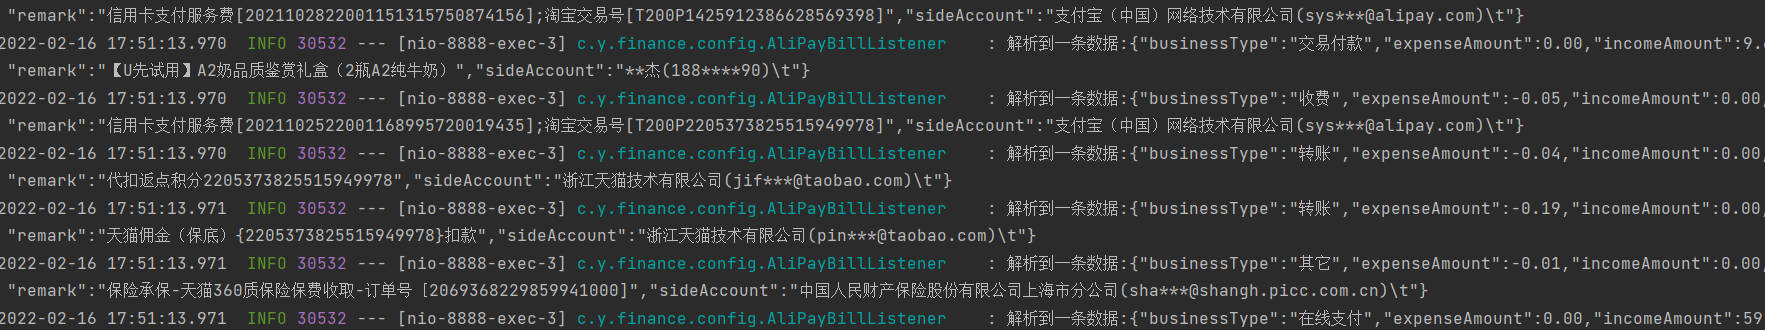 "remark":"信用卡支付服务费[2021102822001151315750874156];淘宝交易号[T200P1425912386628569398]","sideAccount":"支付宝（中国）网络技术有限公司(sys***@alipay.com)\t"}
2022-02-16 17:51:13.970  INFO 30532 --- [nio-8888-exec-3] c.y.finance.config.AliPayBillListener    : 解析到一条数据:{"businessType":"交易付款","expenseAmount":0.00,"incomeAmount":9.
"remark":"【U先试用】A2奶品质鉴赏礼盒（2瓶A2纯牛奶）","sideAccount":"**杰(188****90)\t"}
2022-02-16 17:51:13.970  INFO 30532 --- [nio-8888-exec-3] c.y.finance.config.AliPayBillListener    : 解析到一条数据:{"businessType":"收费","expenseAmount":-0.05,"incomeAmount":0.00,
"remark":"信用卡支付服务费[2021102522001168995720019435];淘宝交易号[T200P2205373825515949978]","sideAccount":"支付宝（中国）网络技术有限公司(sys***@alipay.com)\t"}
2022-02-16 17:51:13.970  INFO 30532 --- [nio-8888-exec-3] c.y.finance.config.AliPayBillListener    : 解析到一条数据:{"businessType":"转账","expenseAmount":-0.04,"incomeAmount":0.00,
"remark":"代扣返点积分2205373825515949978","sideAccount":"浙江天猫技术有限公司(jif***@taobao.com)\t"}
2022-02-16 17:51:13.971  INFO 30532 --- [nio-8888-exec-3] c.y.finance.config.AliPayBillListener    : 解析到一条数据:{"businessType":"转账","expenseAmount":-0.19,"incomeAmount":0.00,
"remark":"天猫佣金（保底）{2205373825515949978}扣款","sideAccount":"浙江天猫技术有限公司(pin***@taobao.com)\t"}
2022-02-16 17:51:13.971  INFO 30532 --- [nio-8888-exec-3] c.y.finance.config.AliPayBillListener    : 解析到一条数据:{"businessType":"其它","expenseAmount":-0.01,"incomeAmount":0.00,
"remark":"保险承保-天猫360质保险保费收取-订单号［2069368229859941000]","sideAccount":"中国人民财产保险股份有限公司上海市分公司(sha***@shangh.picc.com.cn)\t"}
2022-02-16 17:51:13.971  INFO 30532 --- [nio-8888-exec-3] c.y.finance.config.AliPayBillListener    : 解析到一条数据:{"businessType":"在线支付","expenseAmount":0.00,"incomeAmount":59